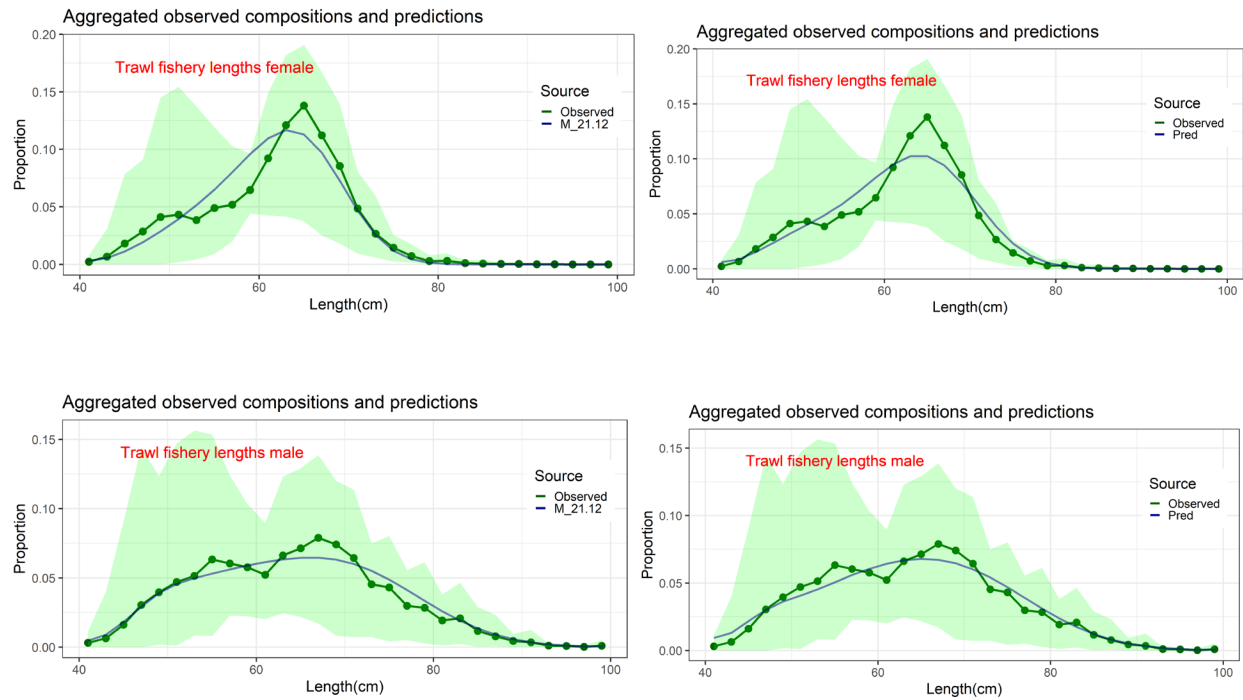 Aggregated observed compositions and predictions
0.20
0.15
0.10
0.05
0.00
Proportion
Trawl fishery lengths female
Source
Observed
M_21.12
40
60
80
100
Length(cm)
Aggregated observed compositions and predictions
0.20
0.15
0.10
0.05
0.00
Proportion
Trawl fishery lengths female
Source
Observed
Pred
40
60
80
100
Length(cm)
Aggregated observed compositions and predictions
0.15
0.10
0.05
0.00
Proportion
Trawl fishery lengths male
Source
Observed
M_21.12
40
60
80
100
Length(cm)
Aggregated observed compositions and predictions
0.15
0.10
0.05
0.00
Proportion
Trawl fishery lengths male
Source
Observed
Pred
40
60
80
100
Length(cm)